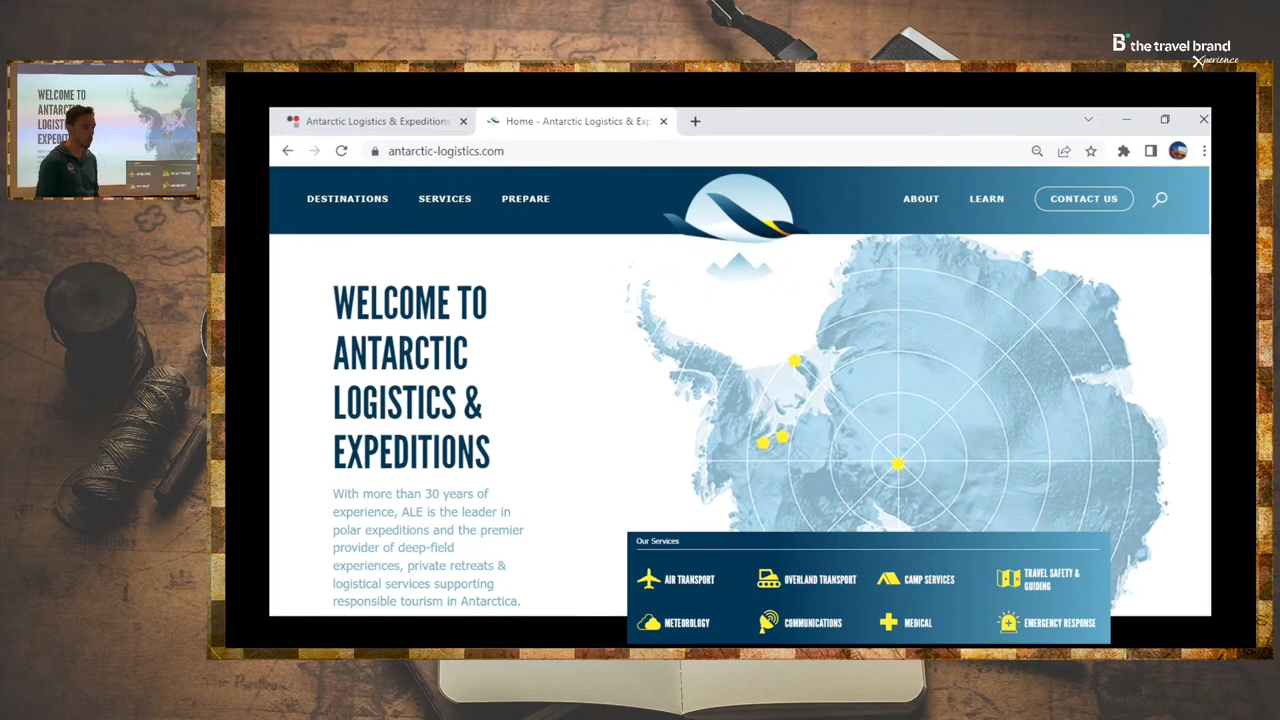 B the travel brand
Xperience
WELCOME TO
ANTARCTIC
Antarctic Logistics & Expeditions
Home - Antarctic Logistics & Exp
antarctic-logistics.com
DESTINATIONS
SERVICES
PREPARE
ABOUT
LEARN
CONTACT US
WELCOME TO
ANTARCTIC
LOGISTICS &
EXPEDITIONS
With more than 30 years of
experience, ALE is the leader in
polar expeditions and the premier
provider of deep-field
experiences, private retreats &
logistical services supporting
responsible tourism in Antarctica.
Our Services
AIR TRANSPORT
OVERLAND TRANSPORT
CAMP SERVICES
TRAVEL SAFETY &
GUIDING
METEOROLOGY
COMMUNICATIONS
MEDICAL
EMERGENCY RESPONSE